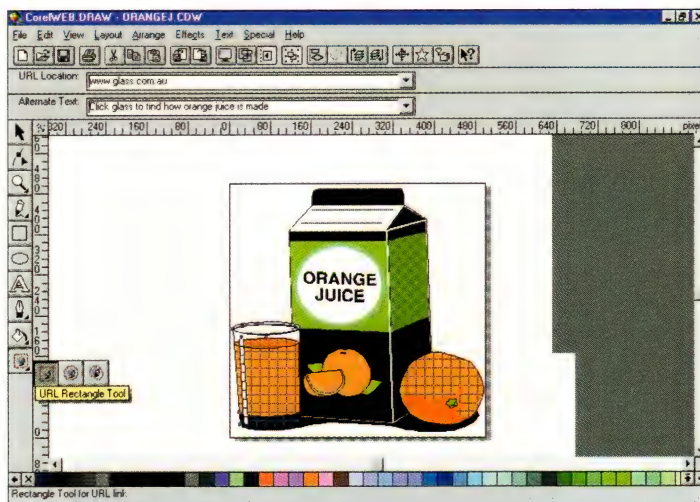 CorelWEB.DRAW - ORANGEJ.CDW
File Edit View Layout Arrange Effects Text Special Help
URL Location: www.glass.com.au
Alternate Text: Click glass to find how orange juice is made
320 240 160 80 0 80 160 240 320 400 480 560 640 720 800 pixels
ORANGE
JUICE
URL Rectangle Tool
Rectangle Tool for URL link.